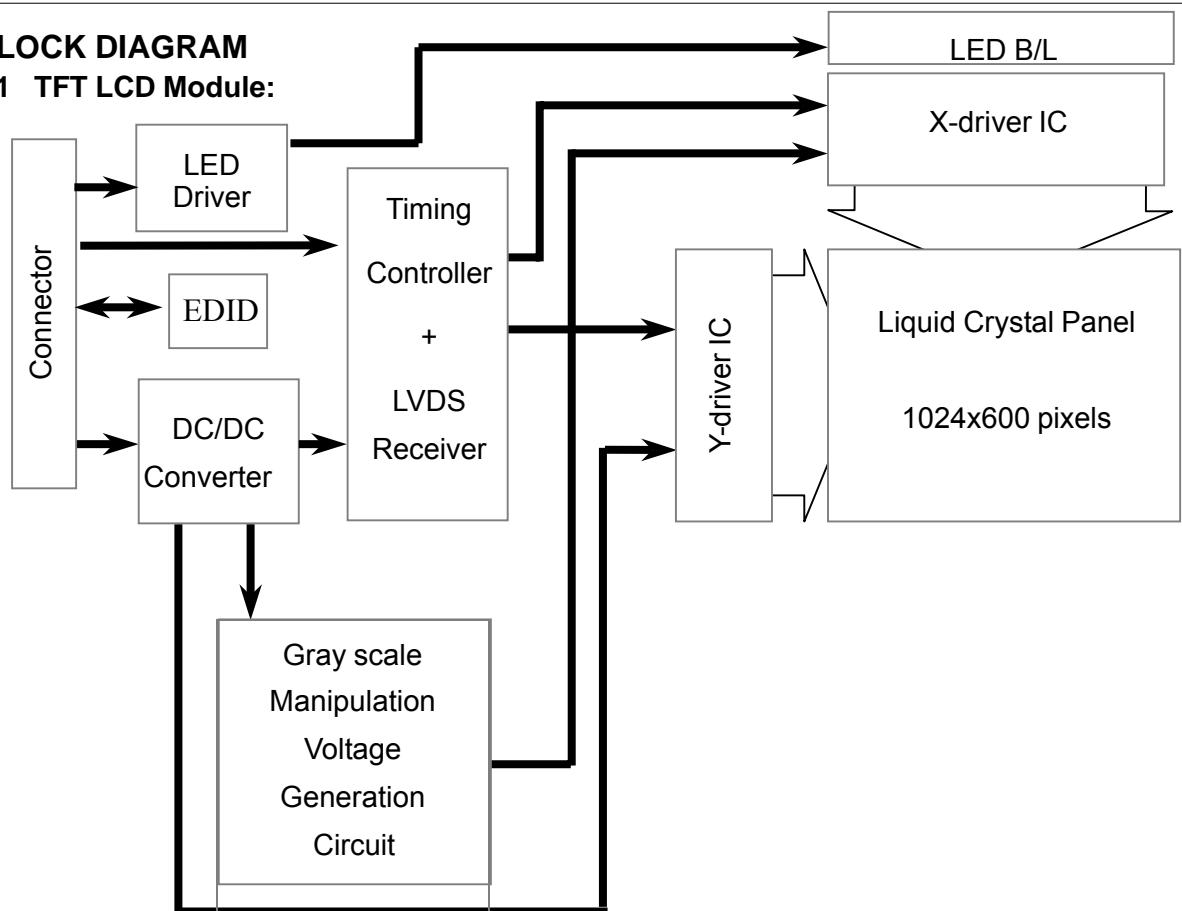 LOCK DIAGRAM
1 TFT LCD Module:
LED B/L
X-driver IC
LED
Driver
Connector
EDID
DC/DC
Converter
Timing
Controller
+
LVDS
Receiver
Y-driver IC
Liquid Crystal Panel
1024x600 pixels
Gray scale
Manipulation
Voltage
Generation
Circuit